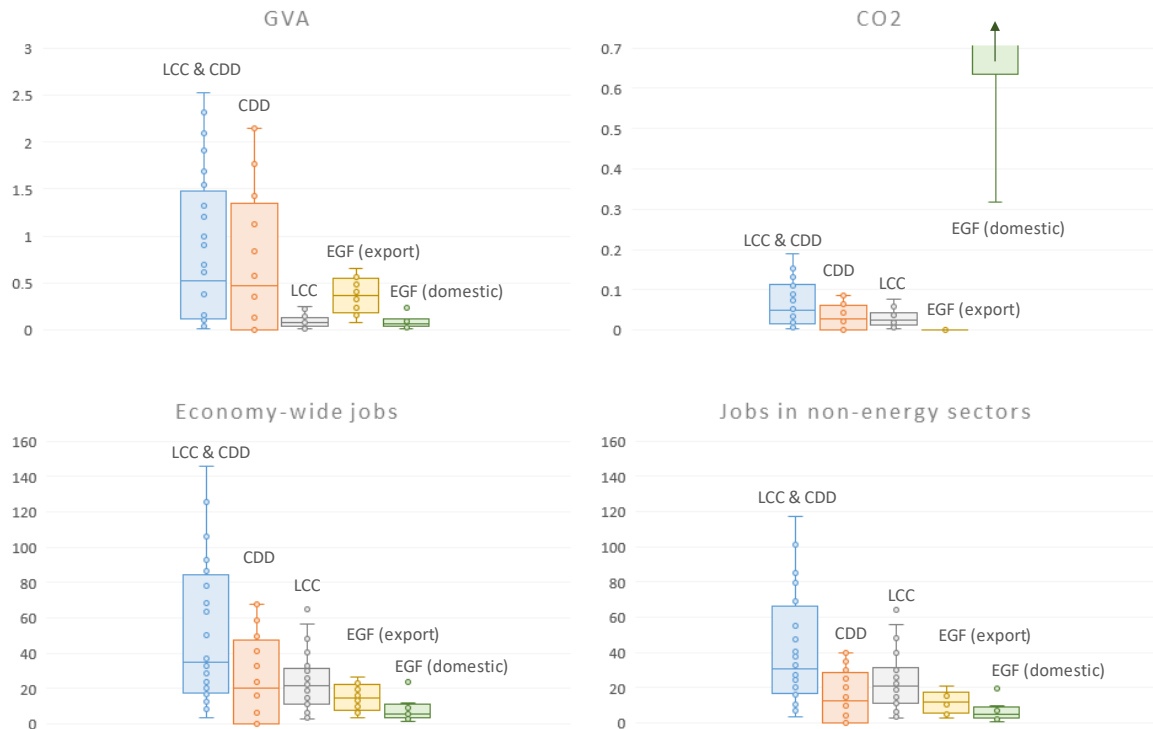 GVA
3
2.5
2
1.5
1
0.5
0
LCC & CDD
CDD
LCC
EGF (export)
EGF (domestic)
CO2
0.7
0.6
0.5
0.4
0.3
0.2
0.1
0
LCC & CDD
CDD
LCC
EGF (export)
EGF (domestic)
Economy-wide jobs
160
140
120
100
80
60
40
20
0
LCC & CDD
CDD
LCC
EGF (export)
EGF (domestic)
Jobs in non-energy sectors
160
140
120
100
80
60
40
20
0
LCC & CDD
CDD
LCC
EGF (export)
EGF (domestic)